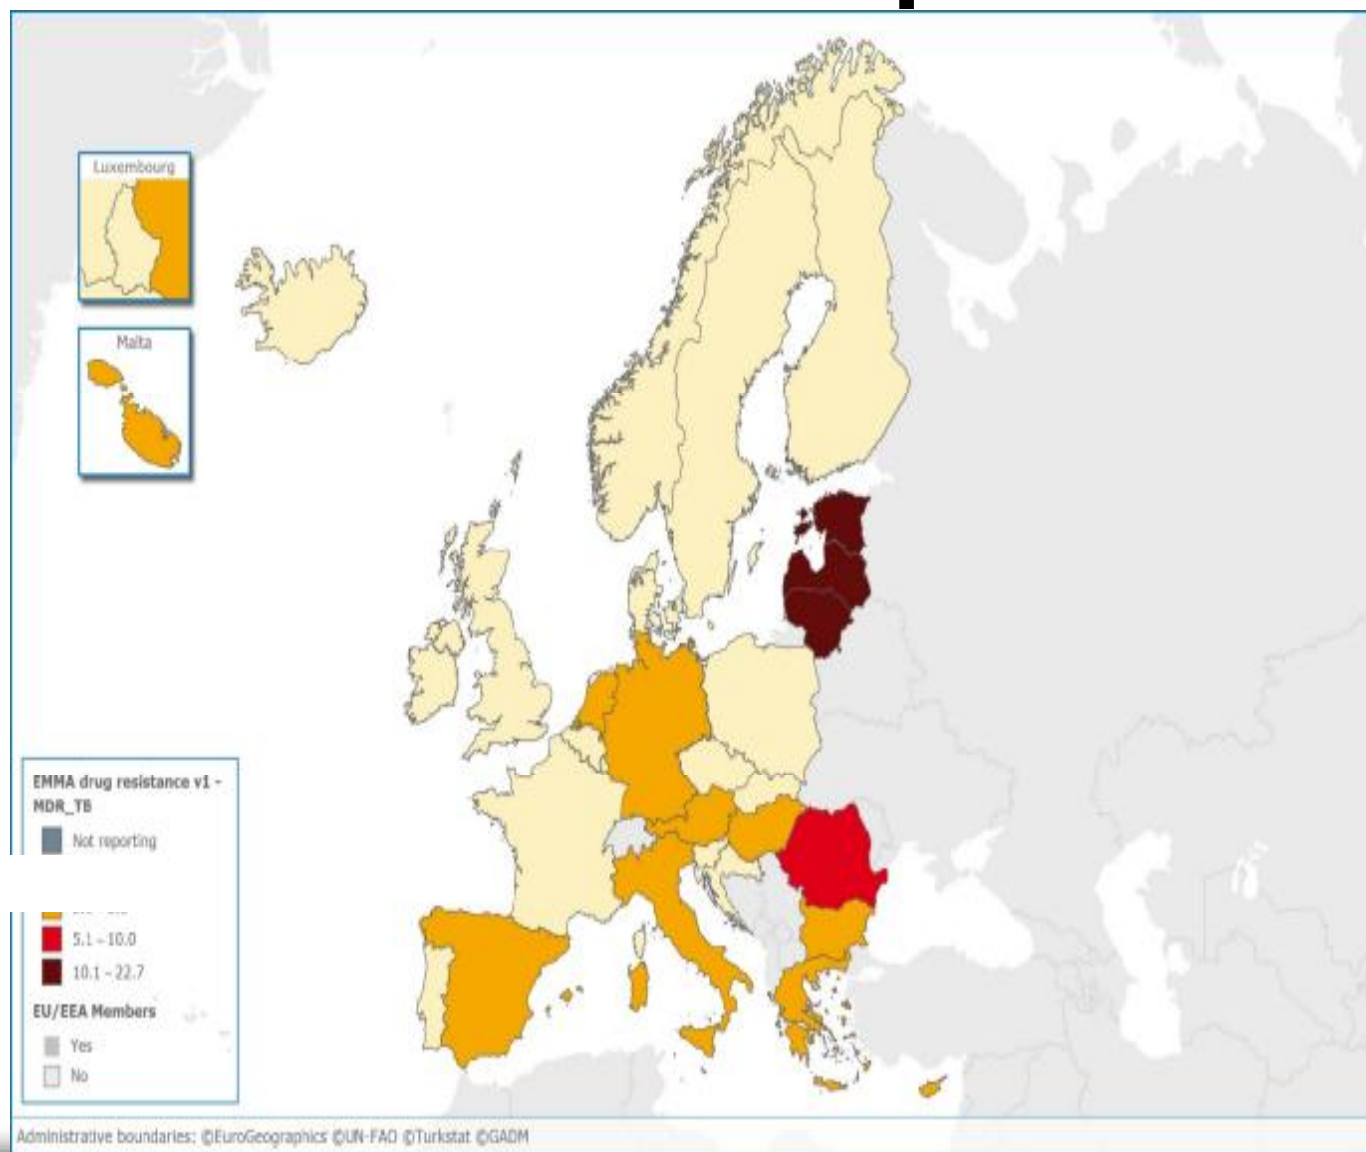 Luxembourg
Malta
EMMA drug resistance v1 -
MDR_TB
Not reporting
5.1 - 10.0
10.1 - 22.7
EU/EEA Members
Yes
No
Administrative boundaries: ©EuroGeographics ©UN-FAO ©Turkstat ©GADM